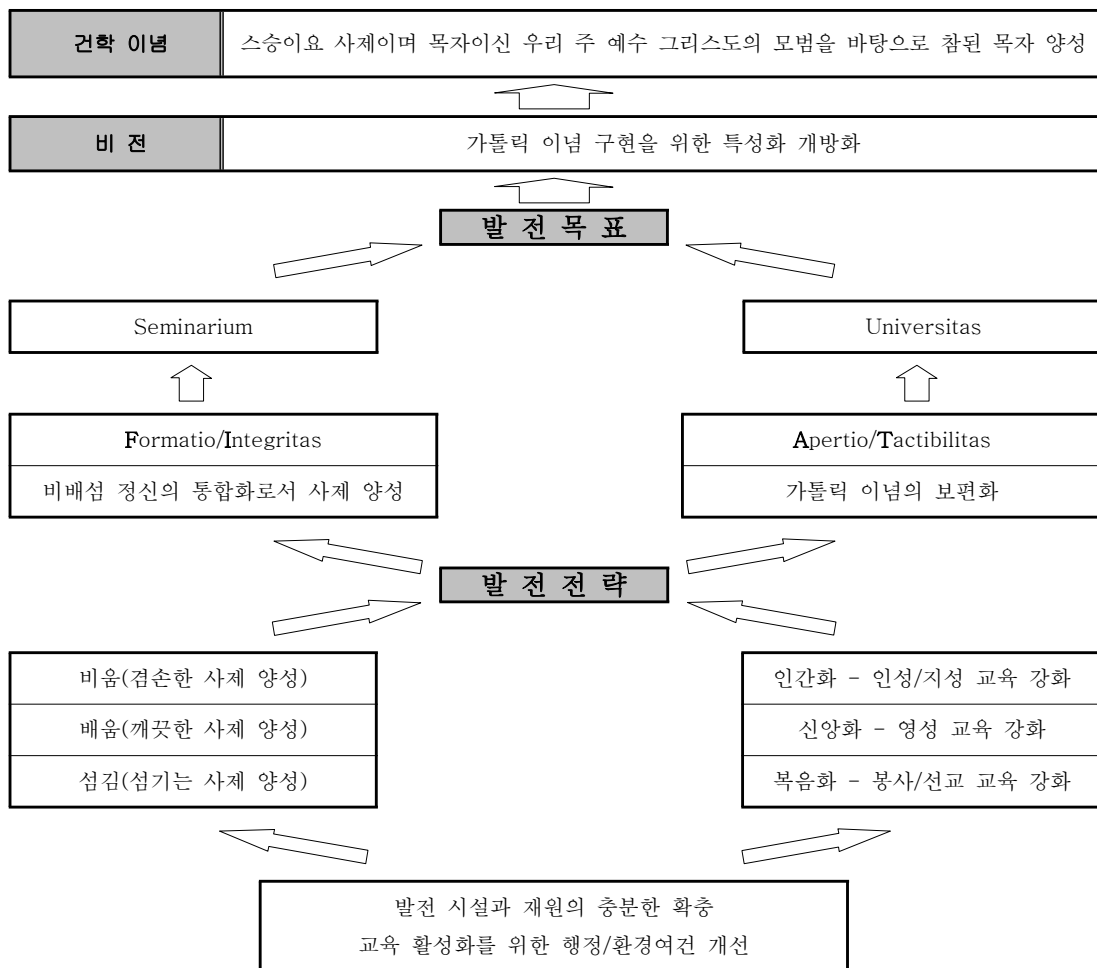 건학 이념
스승이요 사제이며 목자이신 우리 주 예수 그리스도의 모범을 바탕으로 참된 목자 양성
비 전
가톨릭 이념 구현을 위한 특성화 개방화
발 전 목 표
Seminarium
Universitas
Formatio/Integritas
비배섬 정신의 통합화로서 사제 양성
Apertio/Tactibilitas
가톨릭 이념의 보편화
발 전 전 략
비움(겸손한 사제 양성)
배움(깨끗한 사제 양성)
섬김(섬기는 사제 양성)
인간화 - 인성/지성 교육 강화
신앙화 - 영성 교육 강화
복음화 - 봉사/선교 교육 강화
발전 시설과 재원의 충분한 확충
교육 활성화를 위한 행정/환경여건 개선